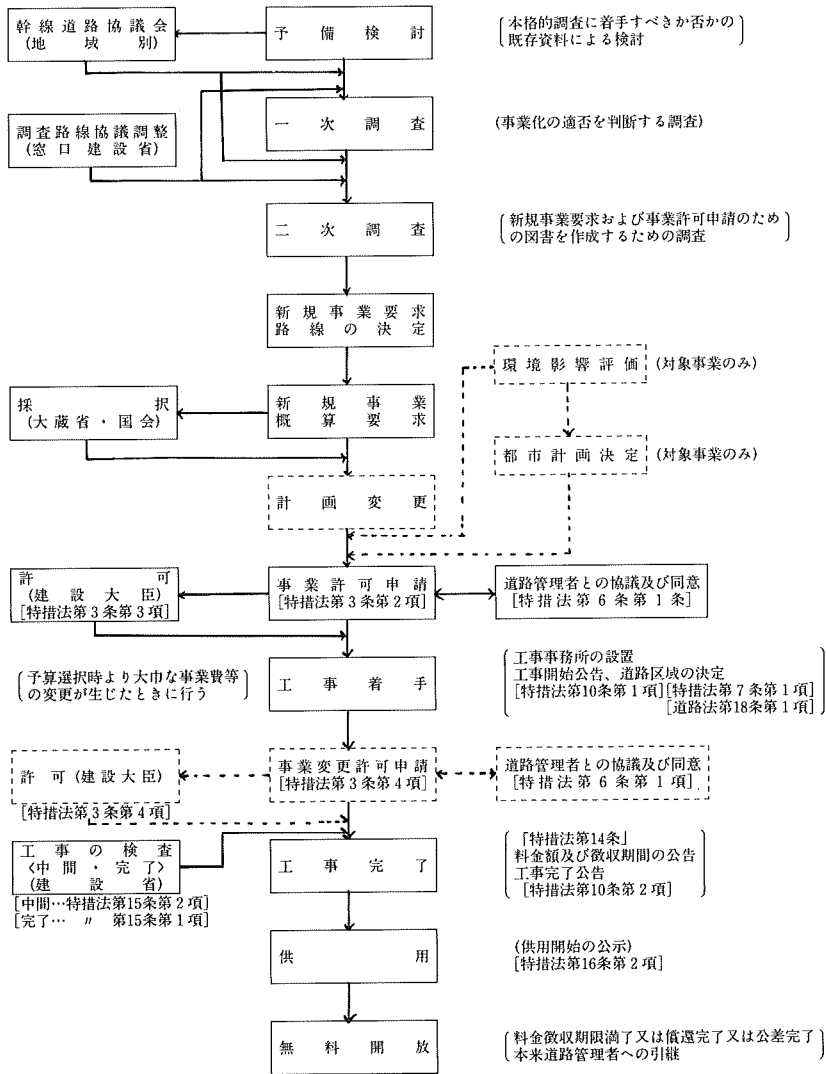 幹線道路協議会
(地域別)
予備検討
本格的調査に着手すべきか否かの
既存資料による検討
調査路線協議調整
(窓口建設省)
一次調査
(事業化の適否を判断する調査)
二次調査
新規事業要求および事業許可申請のため
の図書を作成するための調査
新規事業要求
路線の決定
環境影響評価
(対象事業のみ)
採択
(大蔵省・国会)
新規事業
概算要求
都市計画決定
(対象事業のみ)
計画変更
許可
(建設大臣)
[特措法第3条第3項]
事業許可申請
[特措法第3条第2項]
道路管理者との協議及び同意
[特措法第6条第1条]
予算選択時より大巾な事業費等
の変更が生じたときに行う
工事着手
工事事務所の設置
工事開始公告、道路区域の決定
[特措法第10条第1項][特措法第7条第1項]
[道路法第18条第1項]
許可(建設大臣)
[特措法第3条第4項]
事業変更許可申請
[特措法第3条第4項]
道路管理者との協議及び同意
[特措法第6条第1項]
工事の検査
<中間・完了>
(建設省)
[中間…特措法第15条第2項]
[完了…〃第15条第1項]
工事完了
「特措法第14条」
料金額及び徴収期間の公告
工事完了公告
[特措法第10条第2項]
供用
(供用開始の公示)
[特措法第16条第2項]
無料開放
料金徴収期限満了又は償還完了又は公差完了
本来道路管理者への引継